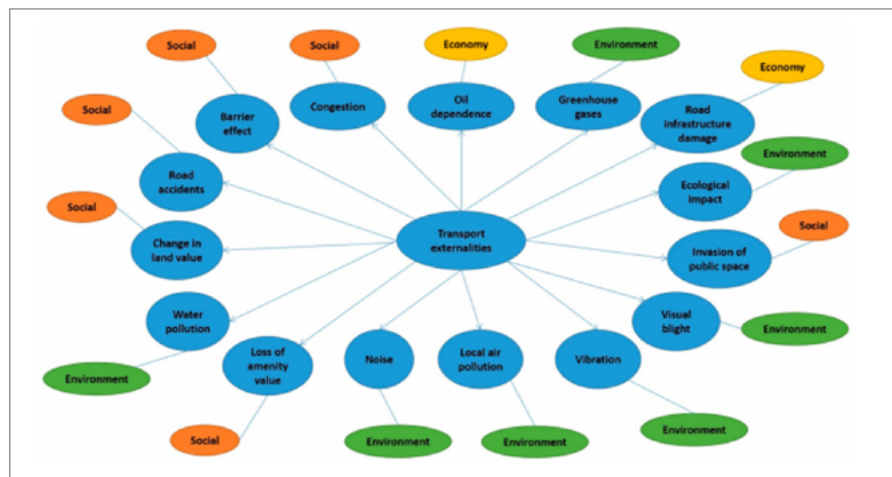 Social
Social
Economy
Environment
Economy
Barrier
effect
Congestion
Oil
dependence
Greenhouse
gases
Road
infrastructure
damage
Social
Environment
Road
accidents
Ecological
impact
Social
Social
Change in
land value
Transport
externalities
Invasion of
public space
Water
pollution
Visual
blight
Environment
Environment
Loss of
amenity
value
Noise
Local air
pollution
Vibration
Social
Environment
Environment
Environment